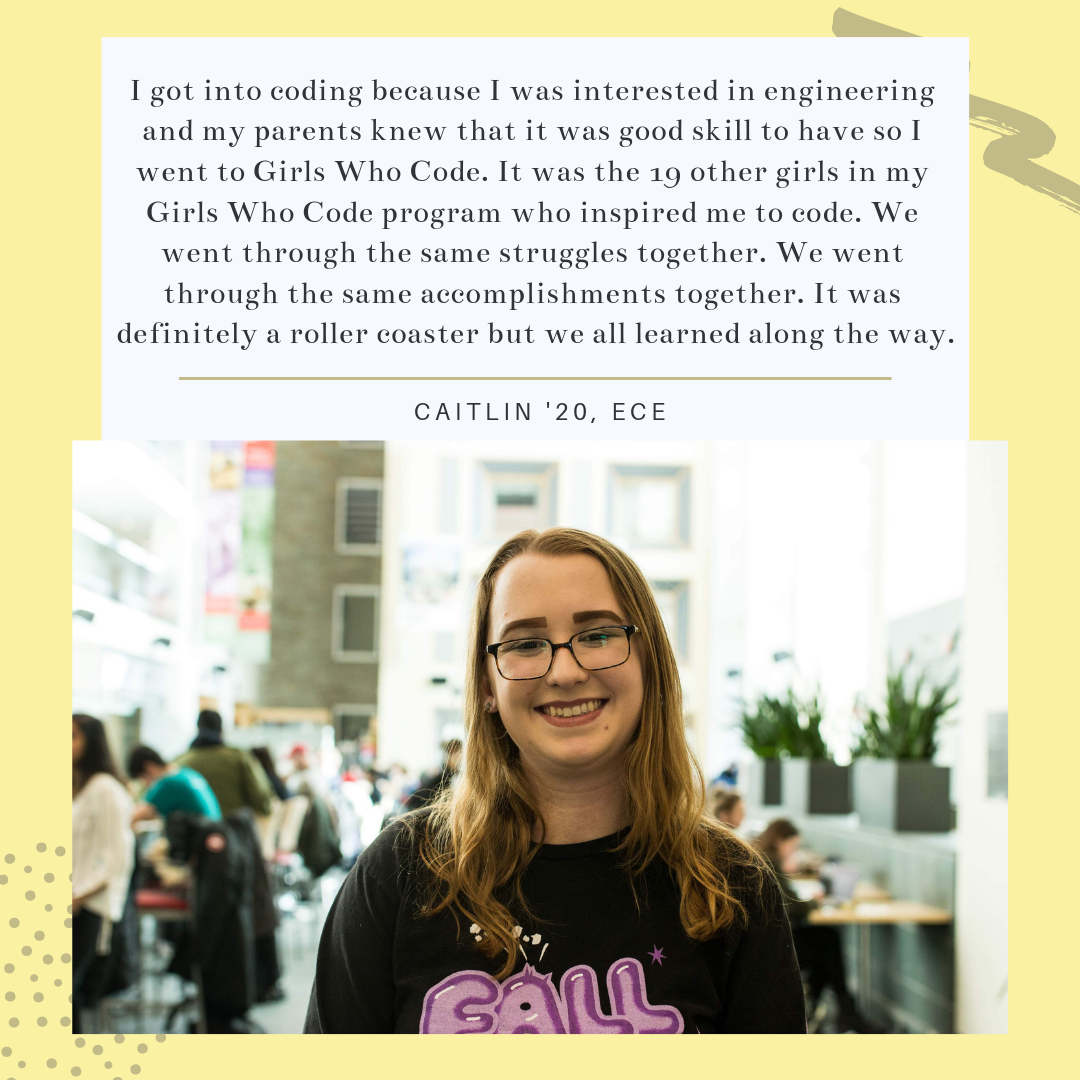 I got into coding because I was interested in engineering
and my parents knew that it was good skill to have so I
went to Girls Who Code. It was the 19 other girls in my
Girls Who Code program who inspired me to code. We
went through the same struggles together. We went
through the same accomplishments together. It was
definitely a roller coaster but we all learned along the way.
CAITLIN '20, ECE
FALL